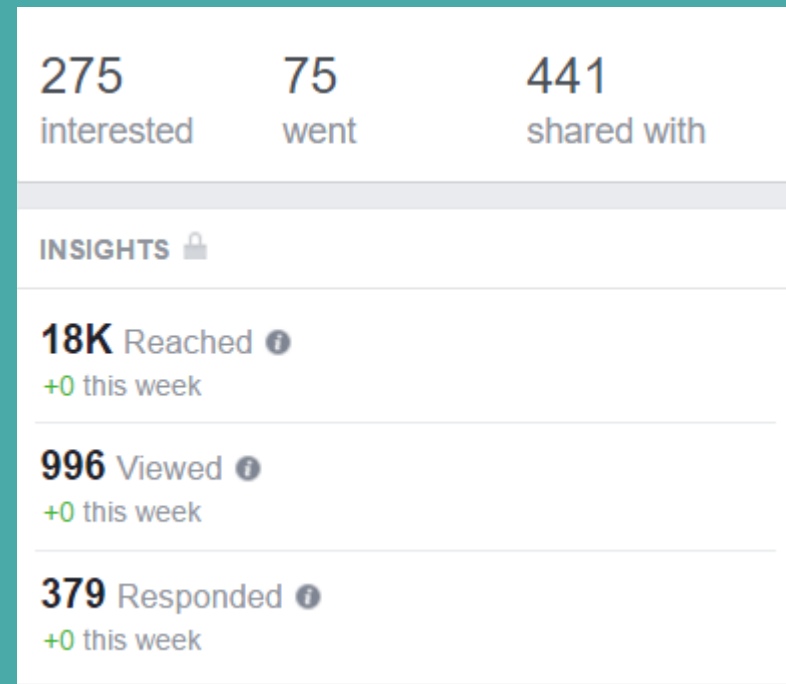 275 75 441
interested went shared with
INSIGHTS
18K Reached
+0 this week
996 Viewed
+0 this week
379 Responded
+0 this week